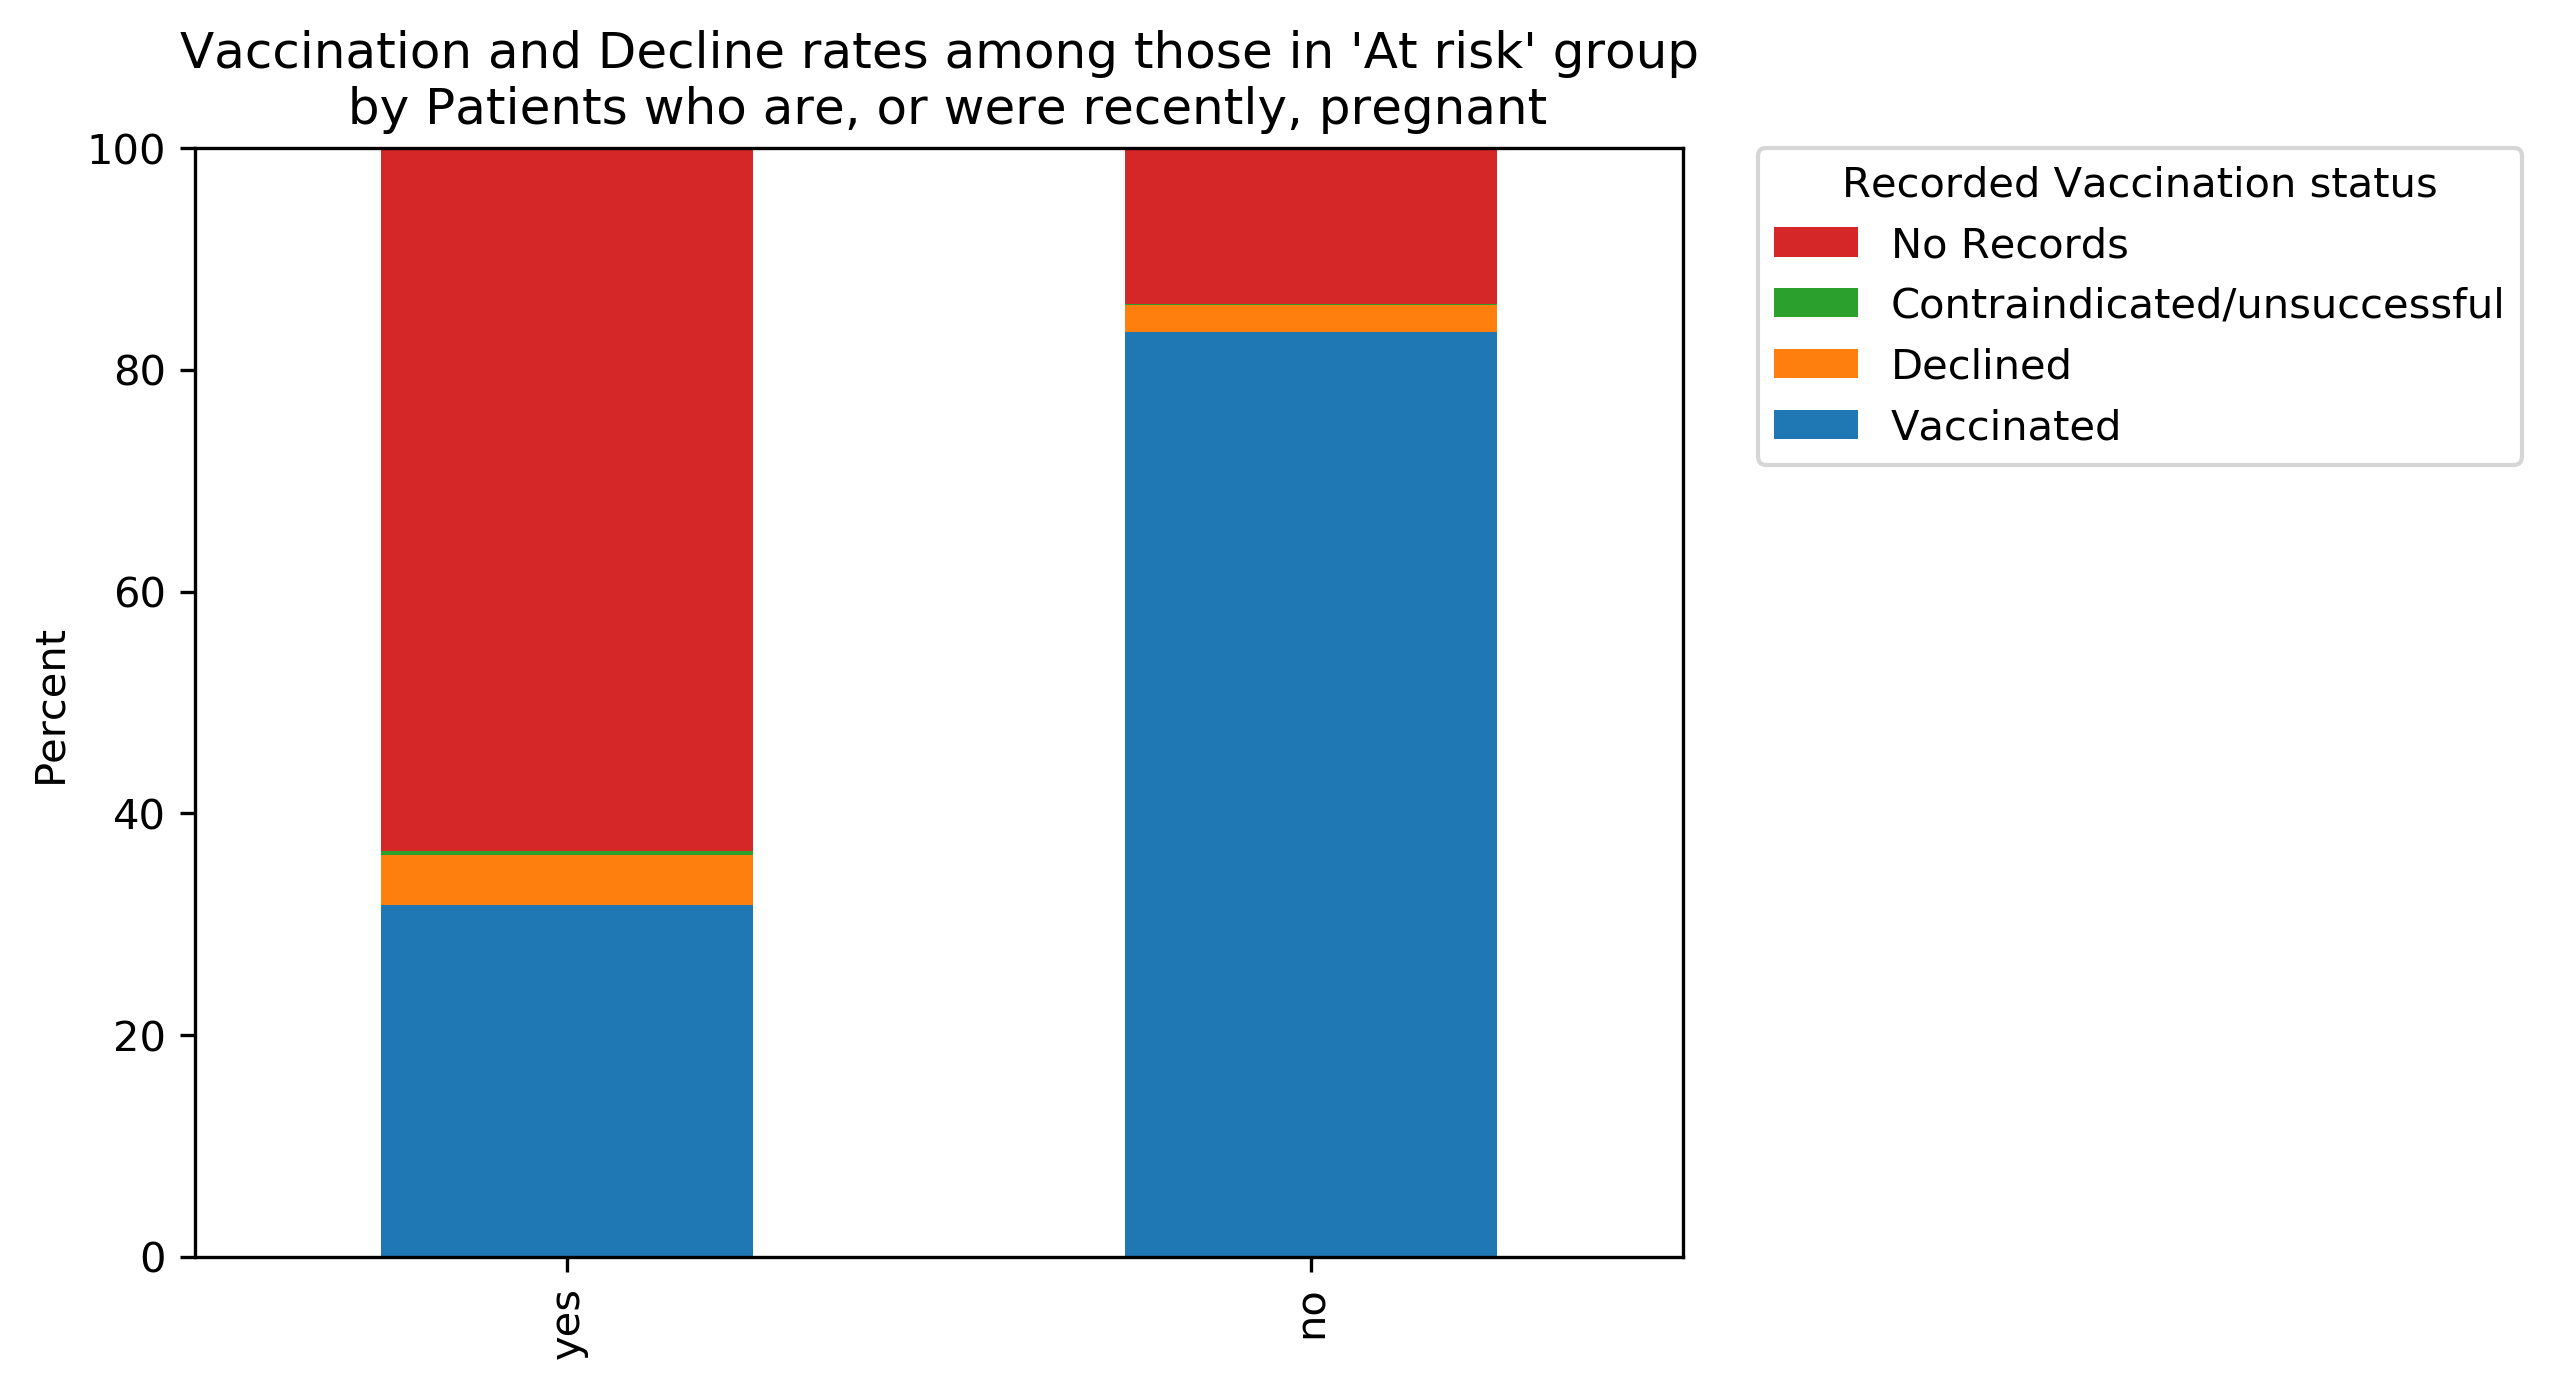 Vaccination and Decline rates among those in 'At risk' group
by Patients who are, or were recently, pregnant
100
80
60
40
20
0
Percent
yes
no
Recorded Vaccination status
No Records
Contraindicated/unsuccessful
Declined
Vaccinated